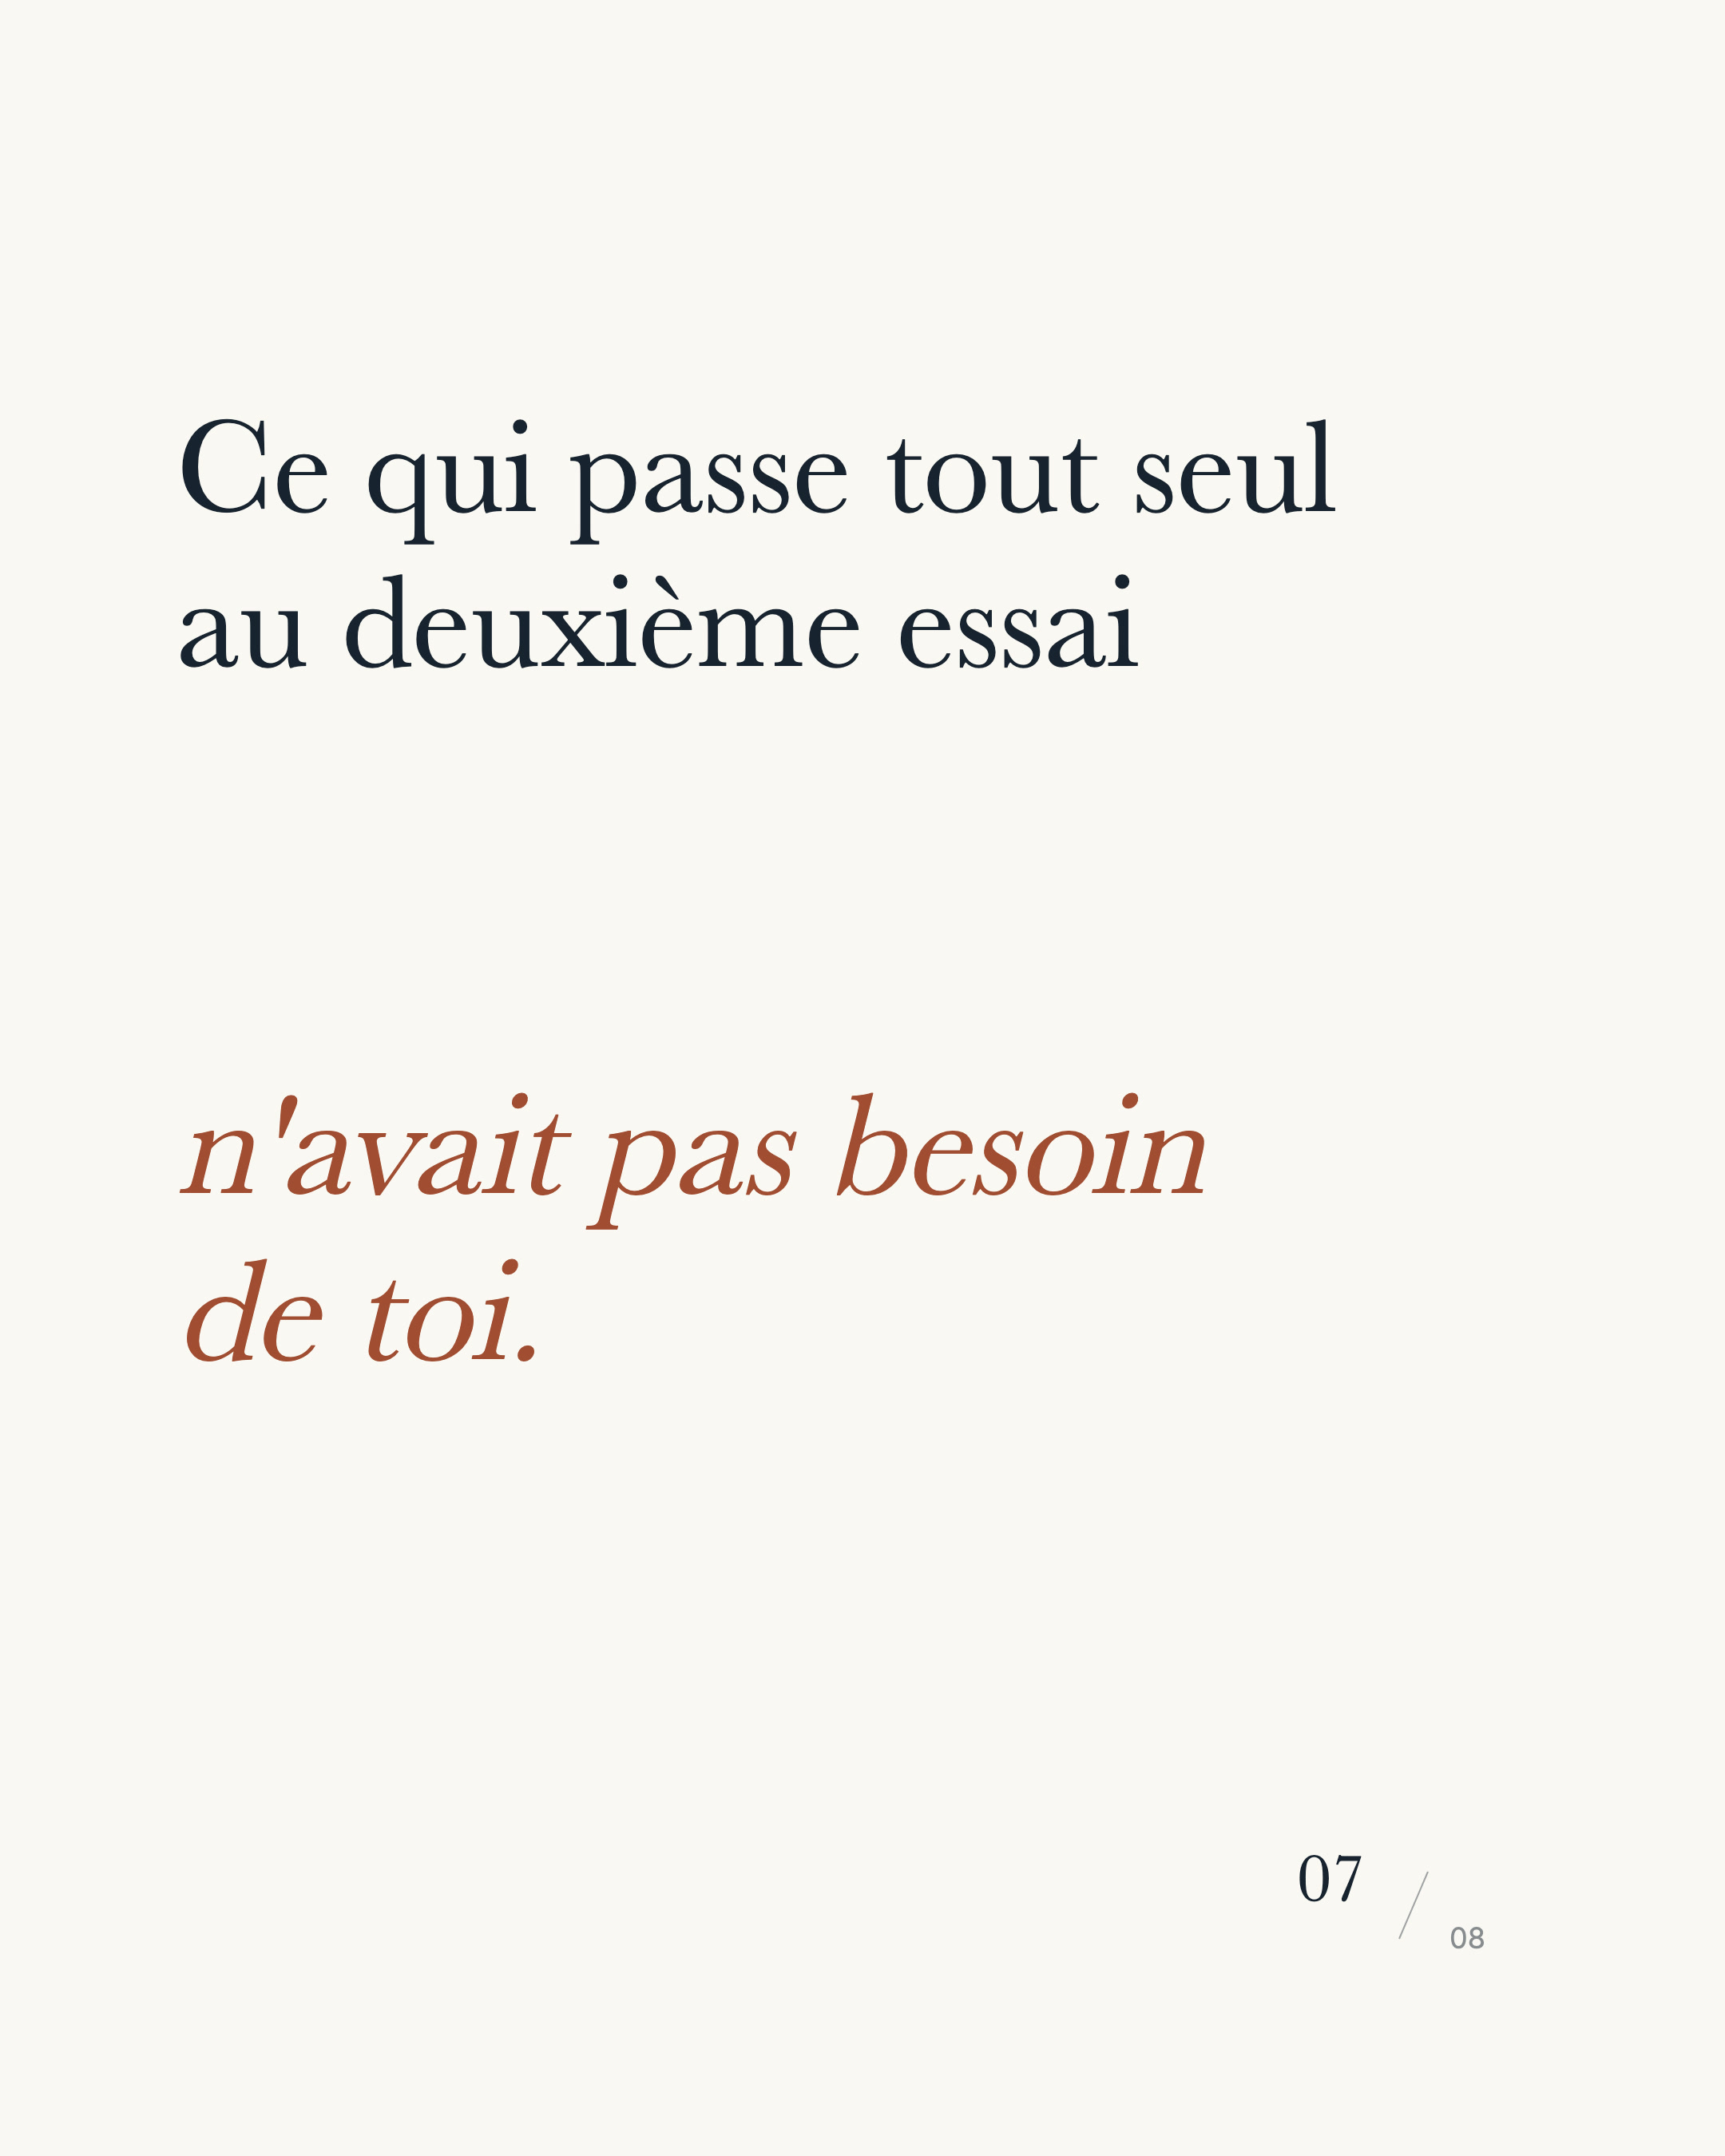 Ce qui passe tout seul
au deuxième essai
n'avait pas besoin
de toi.
07 / 08